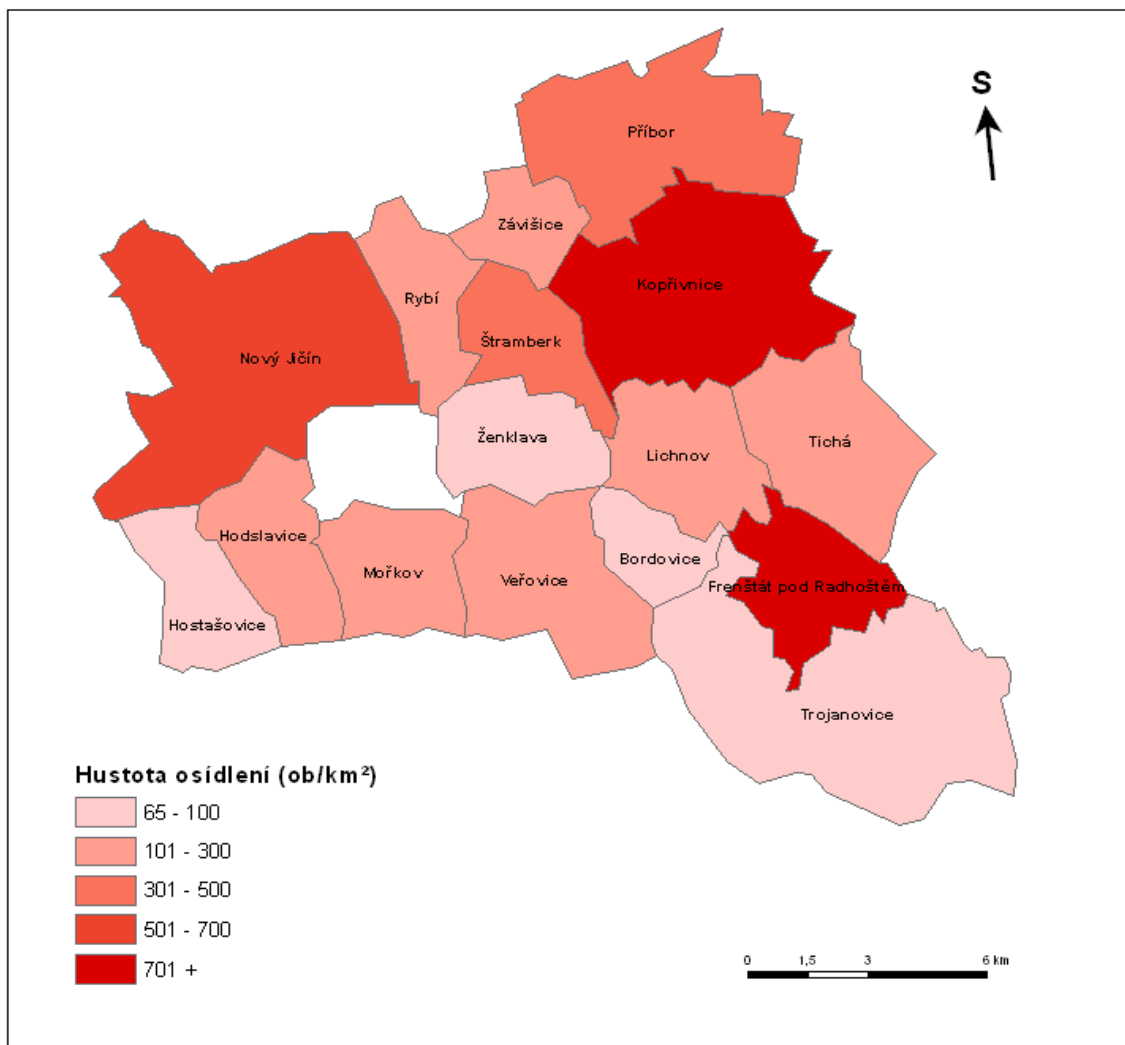 S
Příbor
Závišice
Kopřivnice
Rybí
Štramberk
Nový Jičín
Ženklava
Tichá
Lichnov
Hodslavice
Bordovice
Mořkov
Veřovice
Frenštát pod Radhoštěm
Hostašovice
Trojanovice
Hustota osídlení (ob/km²)
65 - 100
101 - 300
301 - 500
501 - 700
701 +
0 1,5 3 6 km